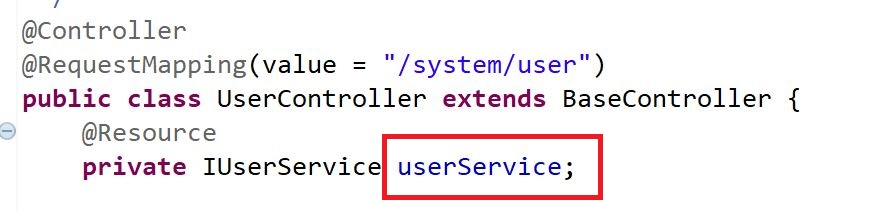 */
@Controller
@RequestMapping(value = "/system/user")
public class UserController extends BaseController {
@Resource
private IUserService userService;